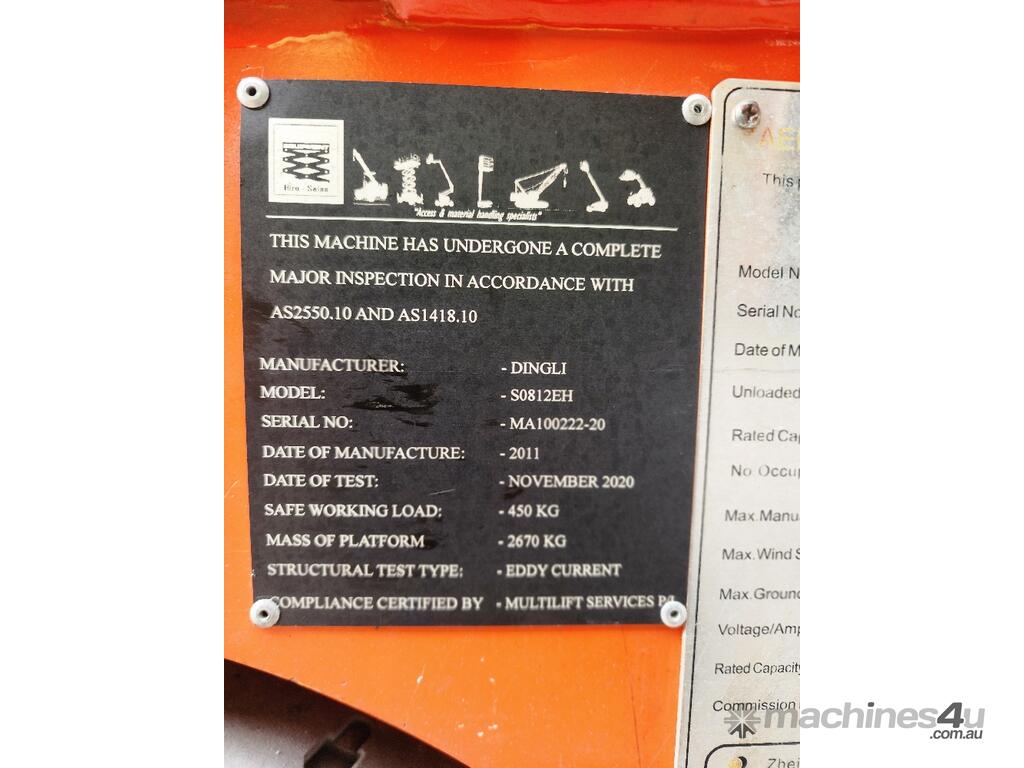 Hire - Sales
"Access & material handling specialists"
THIS MACHINE HAS UNDERGONE A COMPLETE
MAJOR INSPECTION IN ACCORDANCE WITH
AS2550.10 AND AS1418.10
MANUFACTURER: - DINGLI
MODEL: - S0812EH
SERIAL NO: - MA100222-20
DATE OF MANUFACTURE: - 2011
DATE OF TEST: - NOVEMBER 2020
SAFE WORKING LOAD: - 450 KG
MASS OF PLATFORM - 2670 KG
STRUCTURAL TEST TYPE: - EDDY CURRENT
COMPLIANCE CERTIFIED BY - MULTILIFT SERVICES P/L
AE
This
Model N
Serial No
Date of M
Unloaded
Rated Cap
No Occup
Max.Manu
Max.Wind S
Max.Ground
Voltage/Amp
Rated Capacity
Commission
Zhej
machines4u
.com.au